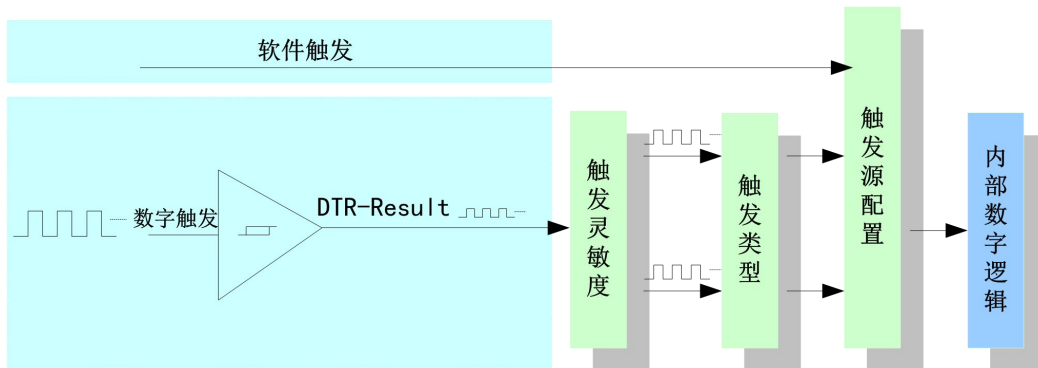 软件触发
数字触发
DTR-Result
触发灵敏度
触发类型
触发源配置
内部数字逻辑